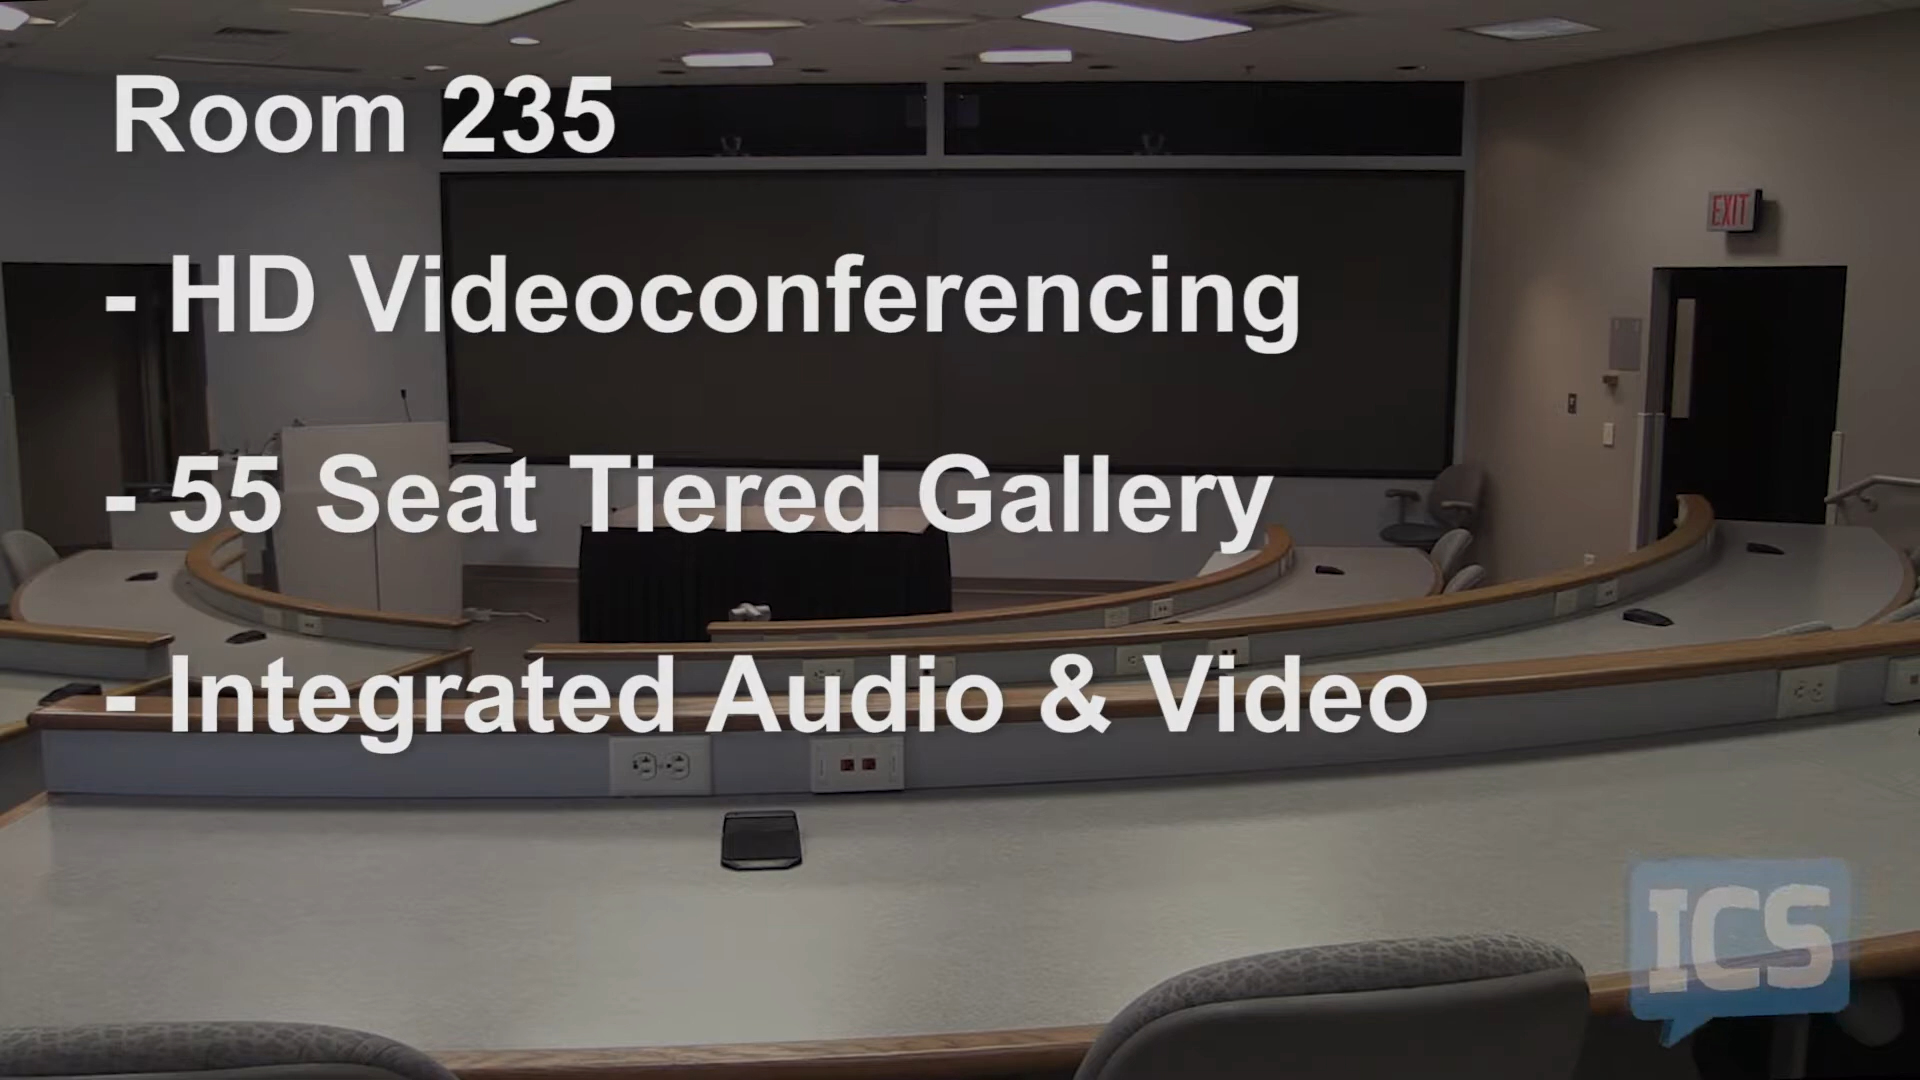 Room 235
- HD Videoconferencing
EXIT
- 55 Seat Tiered Gallery
- Integrated Audio & Video
ICS